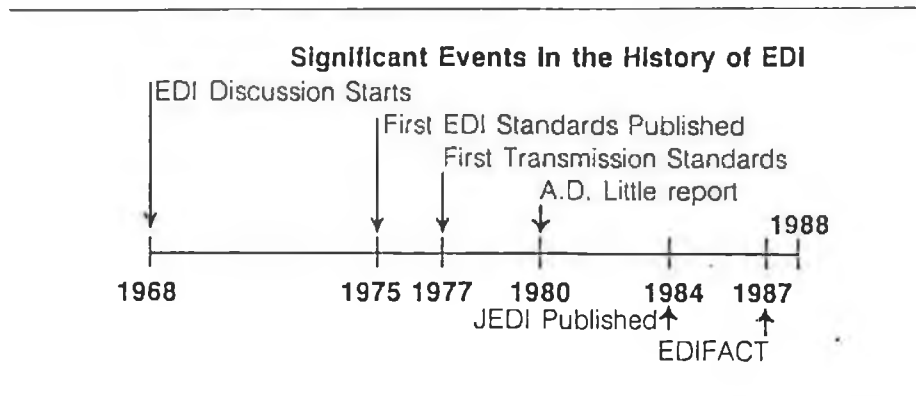 Significant Events in the History of EDI
EDI Discussion Starts
First EDI Standards Published
First Transmission Standards
A.D. Little report
1988
1968 1975 1977 1980 1984 1987
JEDI Published
EDIFACT